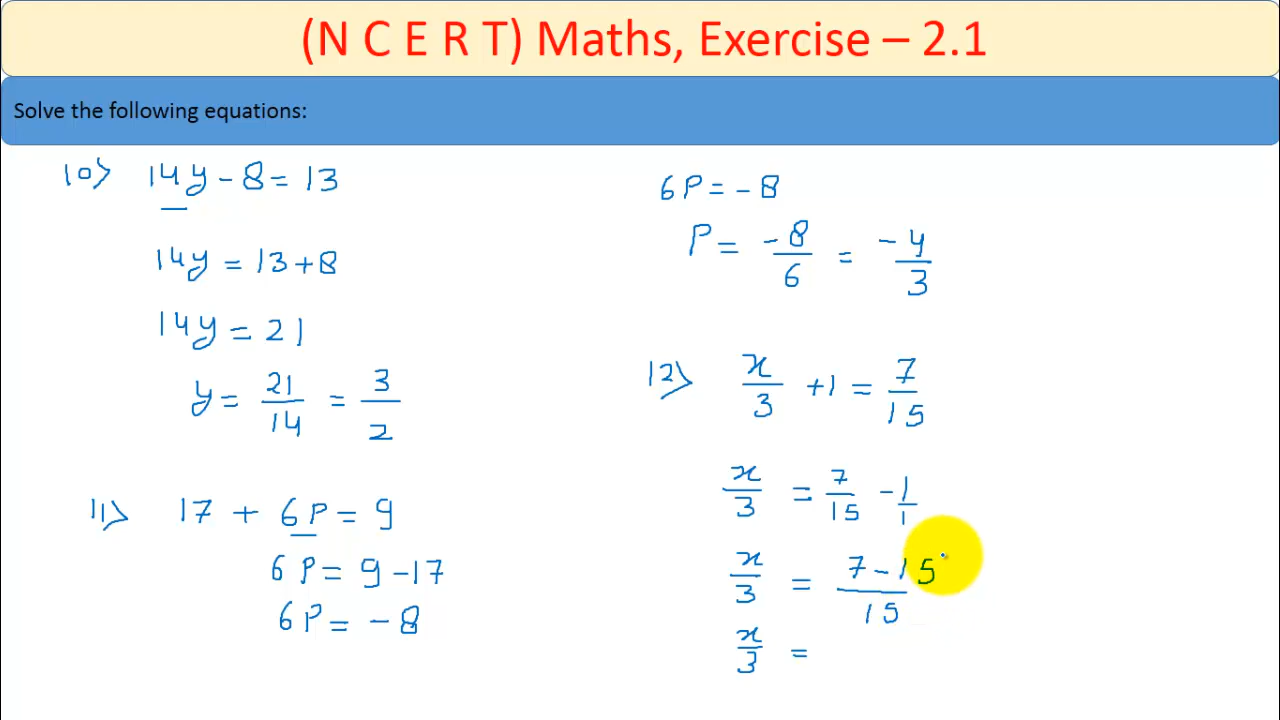 (N C E R T) Maths, Exercise – 2.1
Solve the following equations:
10> 14y - 8 = 13
14y = 13 + 8
14y = 21
y = 21/14 = 3/2
11> 17 + 6P = 9
6P = 9 - 17
6P = - 8
6P = - 8
P = -8/6 = -4/3
12> x/3 + 1 = 7/15
x/3 = 7/15 - 1/1
x/3 = 7 - 15/15
x/3 =